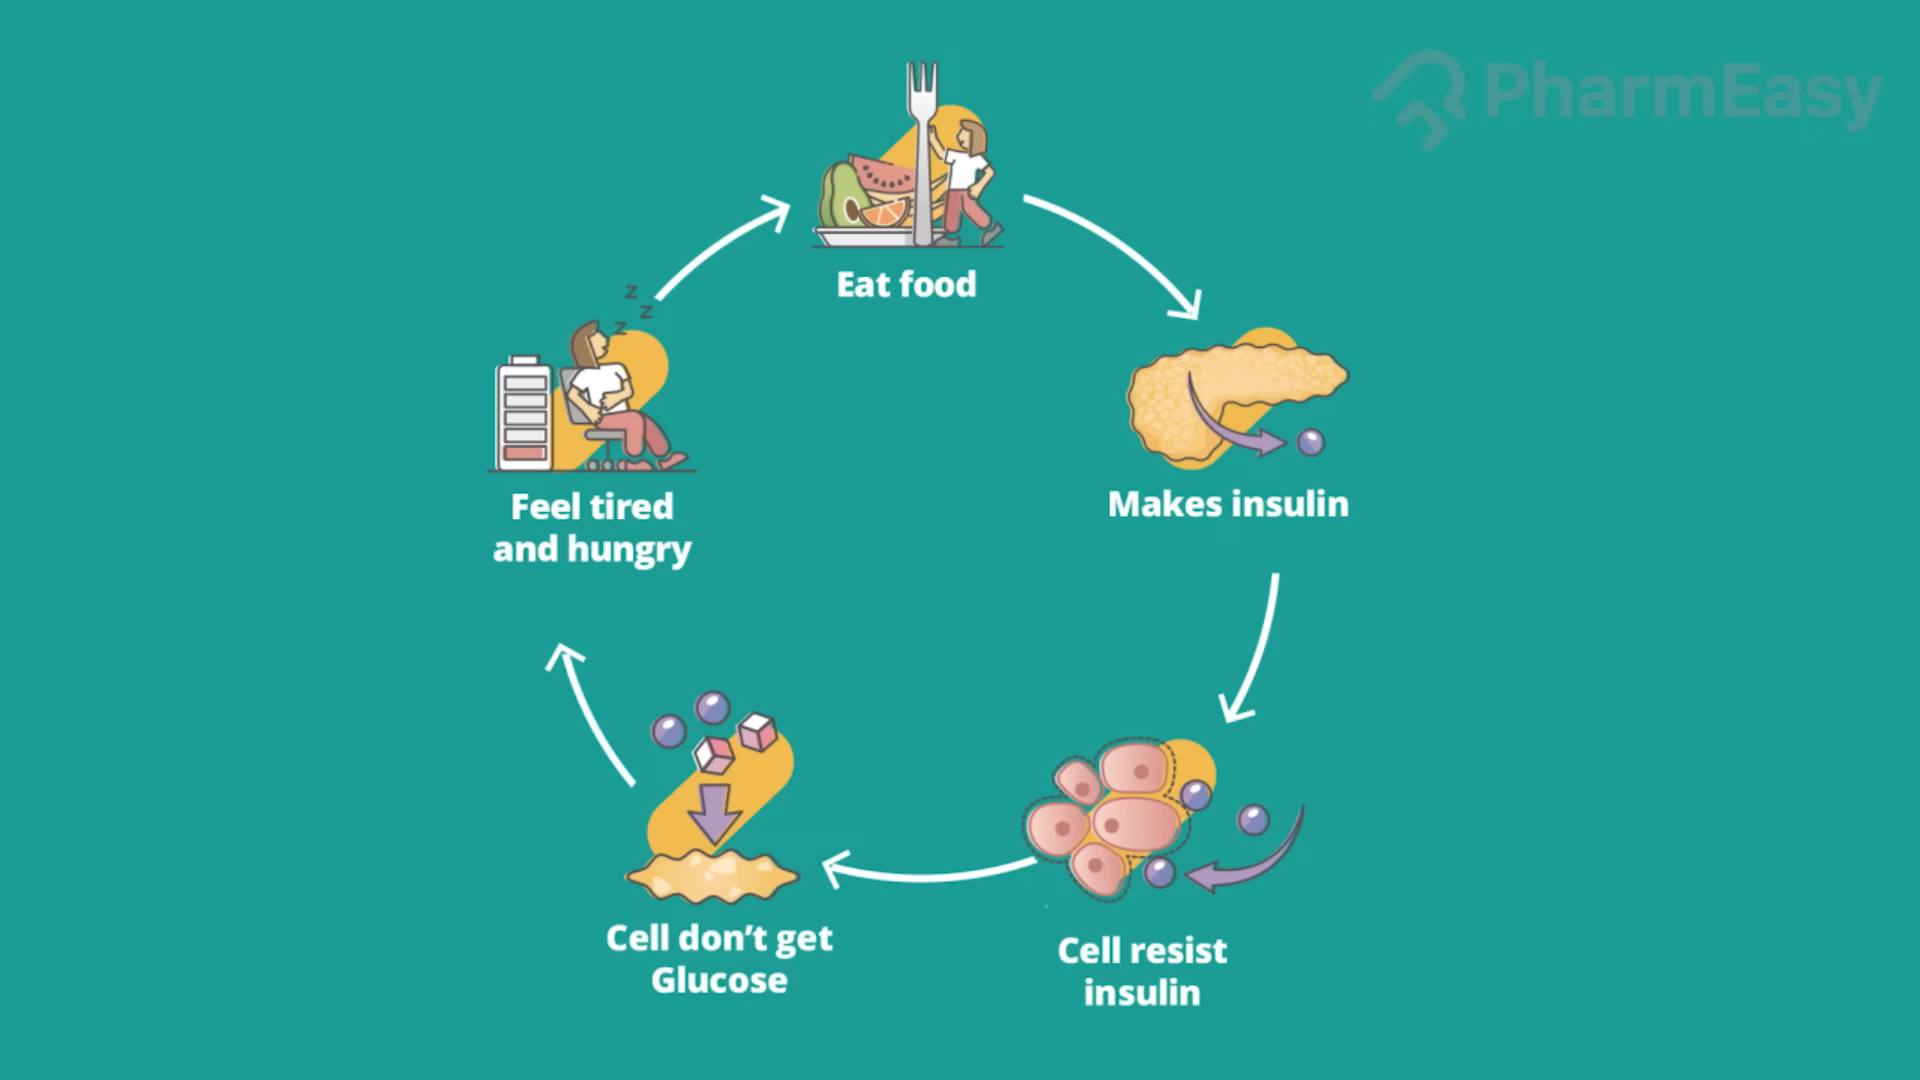 PharmEasy
Eat food
z
z
z
Makes insulin
Feel tired
and hungry
Cell don't get
Glucose
Cell resist
insulin